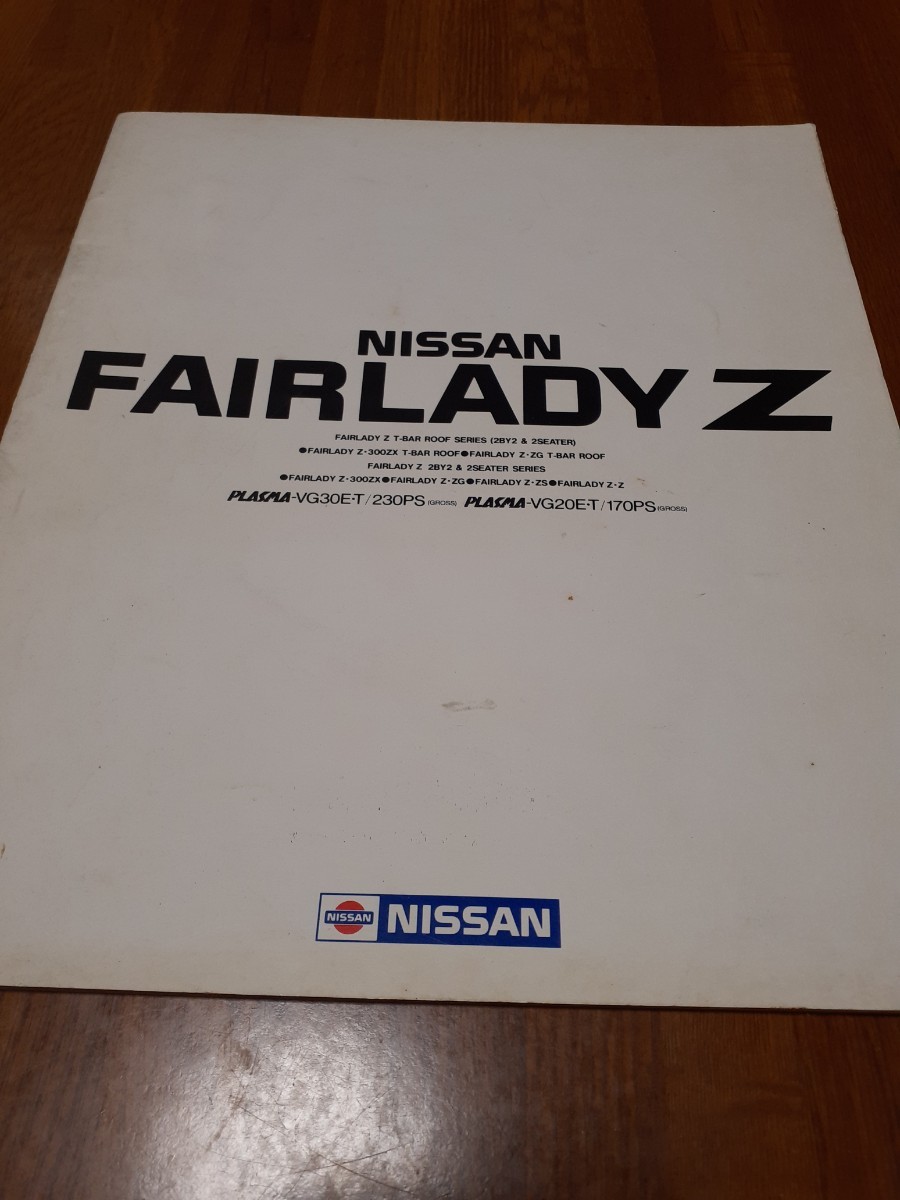 NISSAN
FAIRLADY Z
FAIRLADY Z T-BAR ROOF SERIES (2BY2 & 2SEATER)
●FAIRLADY Z・300ZX T-BAR ROOF●FAIRLADY Z・ZG T-BAR ROOF
FAIRLADY Z 2BY2 & 2SEATER SERIES
●FAIRLADY Z・300ZX●FAIRLADY Z・ZG●FAIRLADY Z・ZS●FAIRLADY Z・Z
PLASMA-VG30E・T/230PS(GROSS) PLASMA-VG20E・T/170PS(GROSS)
NISSAN NISSAN